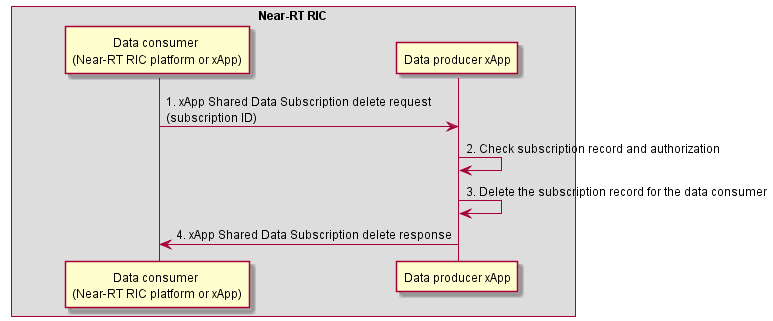 Near-RT RIC
Data consumer
(Near-RT RIC platform or xApp)
Data producer xApp
1. xApp Shared Data Subscription delete request
(subscription ID)
2. Check subscription record and authorization
3. Delete the subscription record for the data consumer
4. xApp Shared Data Subscription delete response
Data consumer
(Near-RT RIC platform or xApp)
Data producer xApp